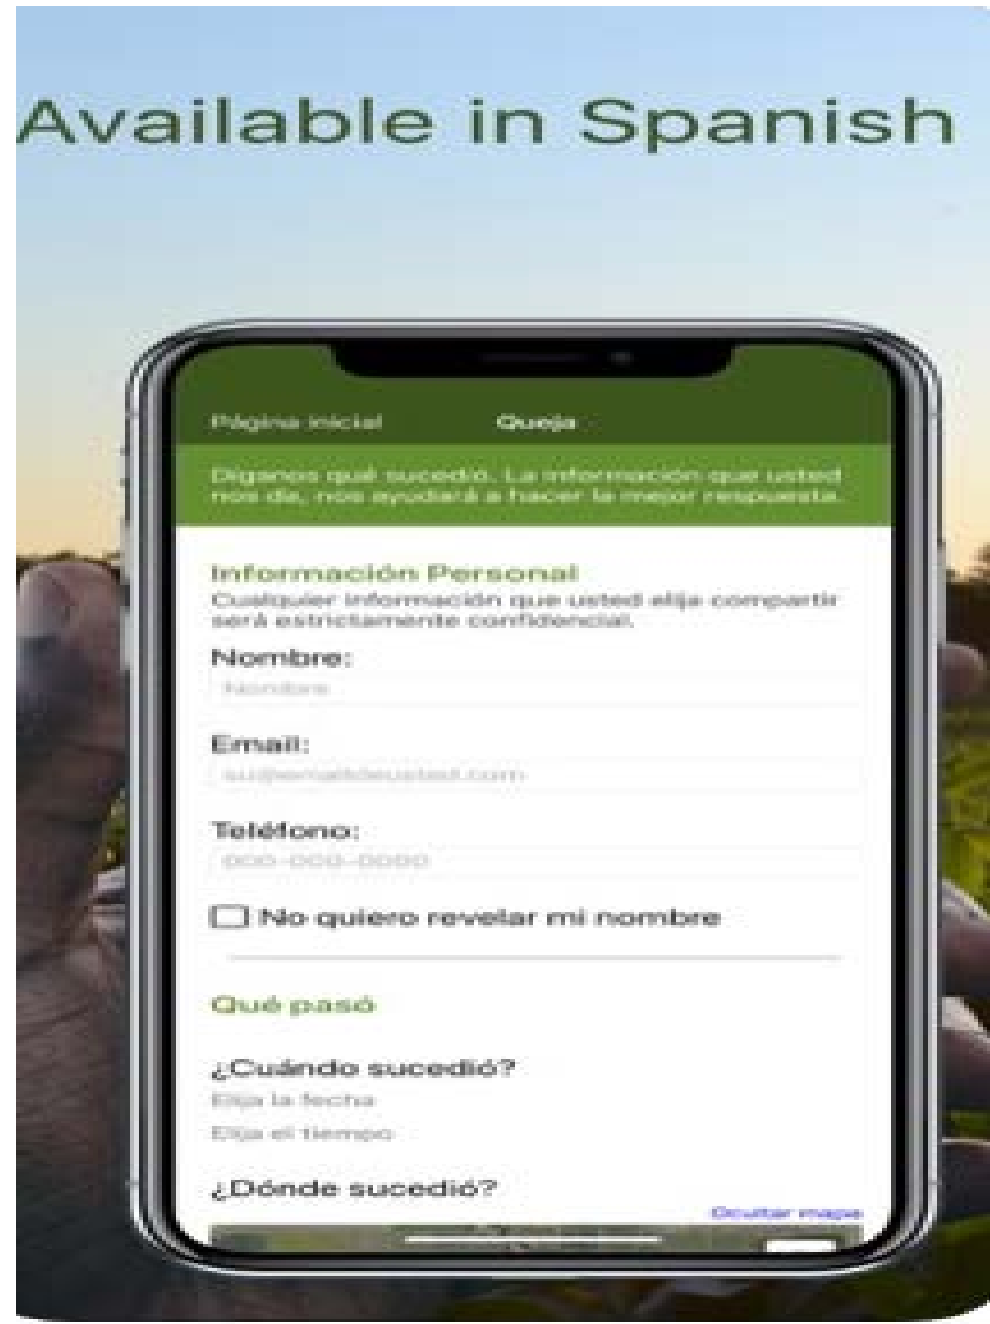 Available in Spanish
Página inicial
Queja
Díganos qué sucedió. La información que usted
nos da, nos ayudará a hacer la mejor respuesta.
Información Personal
Cualquier información que usted elija compartir
será estrictamente confidencial.
Nombre:
Nombre
Email:
su@emaildeusted.com
Teléfono:
000-000-0000
No quiero revelar mi nombre
Qué pasó
¿Cuándo sucedió?
Elija la fecha
Elija el tiempo
¿Dónde sucedió?
Ocultar mapa